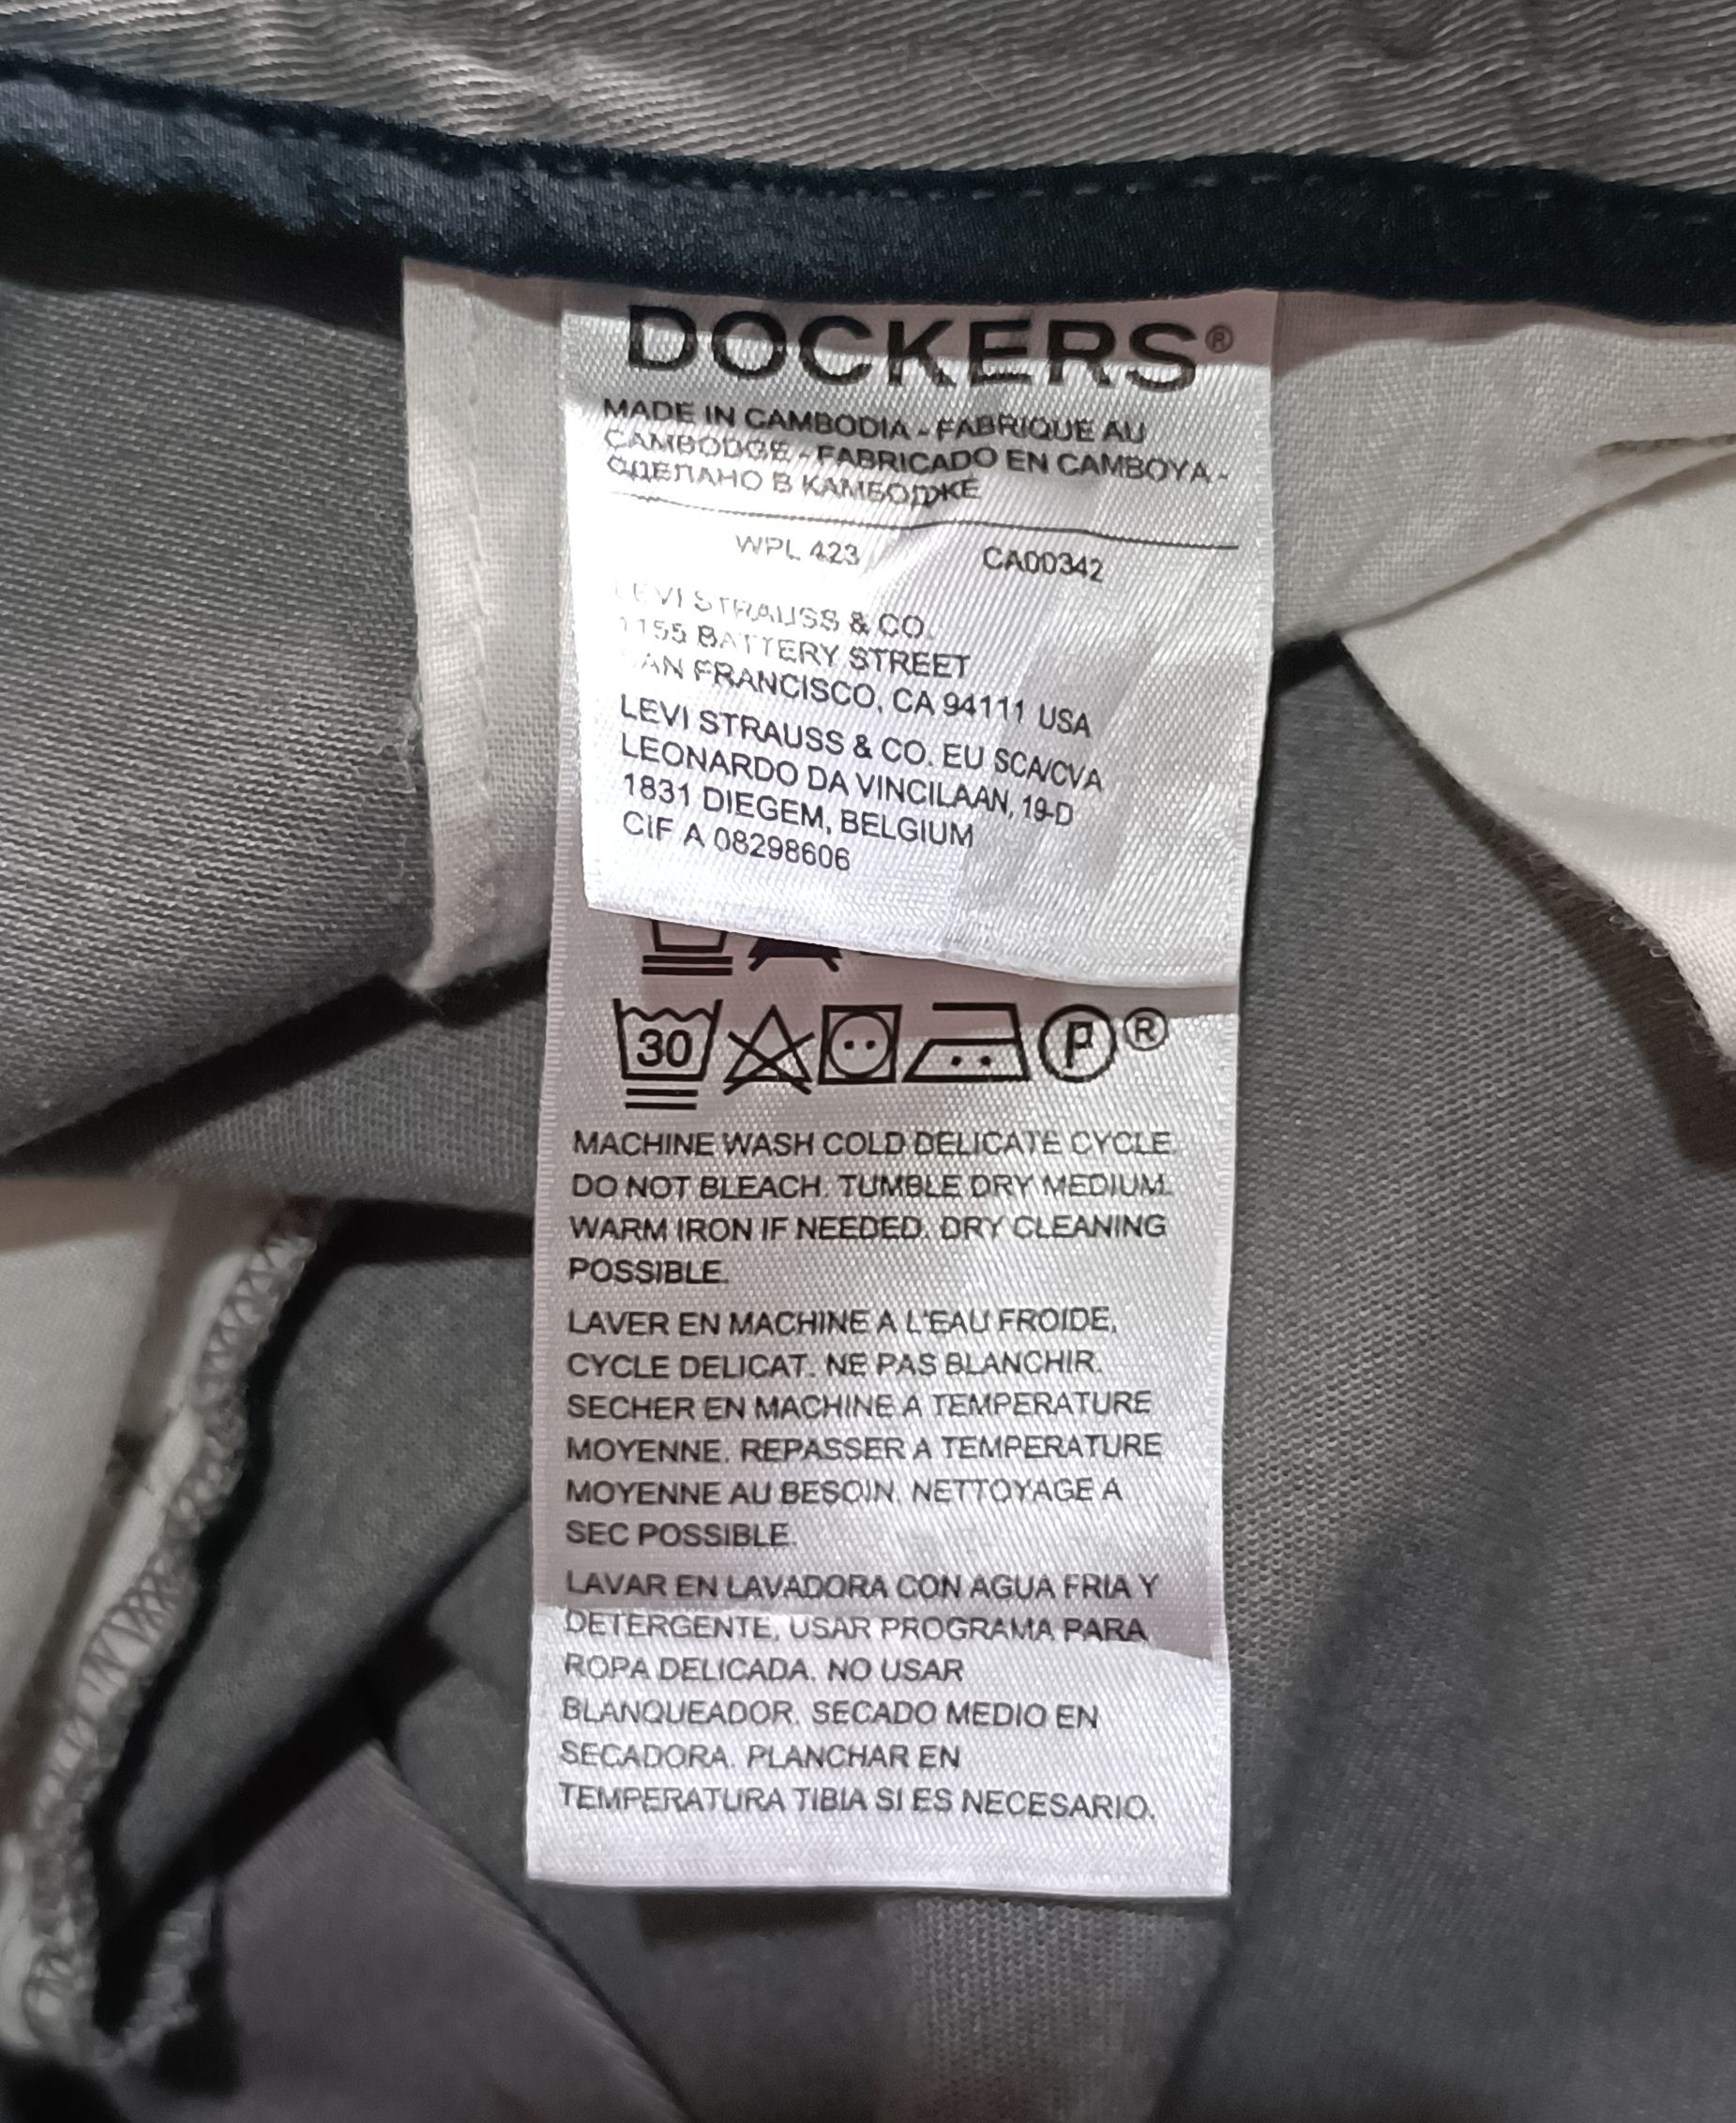 DOCKERS®
MADE IN CAMBODIA - FABRIQUE AU
CAMBODGE - FABRICADO EN CAMBOYA -
СДЕЛАНО В КАМБОДЖЕ
WPL 423 CA00342
LEVI STRAUSS & CO.
1155 BATTERY STREET
SAN FRANCISCO, CA 94111 USA
LEVI STRAUSS & CO. EU SCA/CVA
LEONARDO DA VINCILAAN, 19-D
1831 DIEGEM, BELGIUM
CIF A 08298606
30 P ®
MACHINE WASH COLD DELICATE CYCLE.
DO NOT BLEACH. TUMBLE DRY MEDIUM.
WARM IRON IF NEEDED. DRY CLEANING
POSSIBLE.
LAVER EN MACHINE A L'EAU FROIDE,
CYCLE DELICAT. NE PAS BLANCHIR.
SECHER EN MACHINE A TEMPERATURE
MOYENNE. REPASSER A TEMPERATURE
MOYENNE AU BESOIN. NETTOYAGE A
SEC POSSIBLE.
LAVAR EN LAVADORA CON AGUA FRIA Y
DETERGENTE, USAR PROGRAMA PARA
ROPA DELICADA. NO USAR
BLANQUEADOR. SECADO MEDIO EN
SECADORA. PLANCHAR EN
TEMPERATURA TIBIA SI ES NECESARIO.